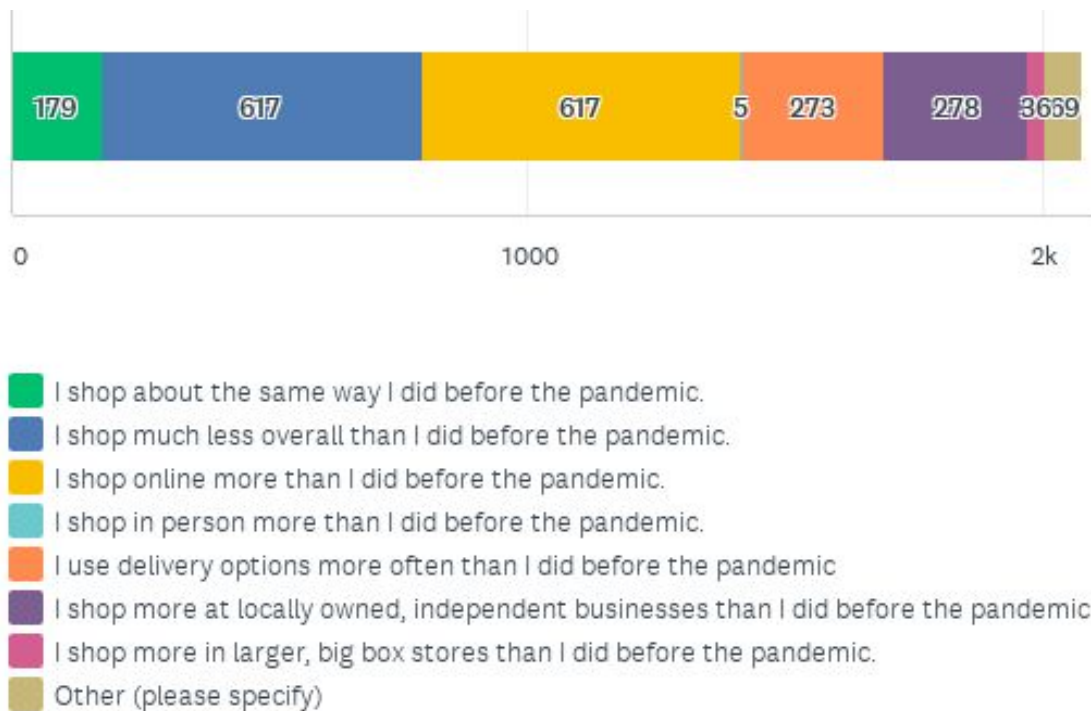 179 617 617 5 273 278 36 69
0 1000 2k
I shop about the same way I did before the pandemic.
I shop much less overall than I did before the pandemic.
I shop online more than I did before the pandemic.
I shop in person more than I did before the pandemic.
I use delivery options more often than I did before the pandemic
I shop more at locally owned, independent businesses than I did before the pandemic
I shop more in larger, big box stores than I did before the pandemic.
Other (please specify)